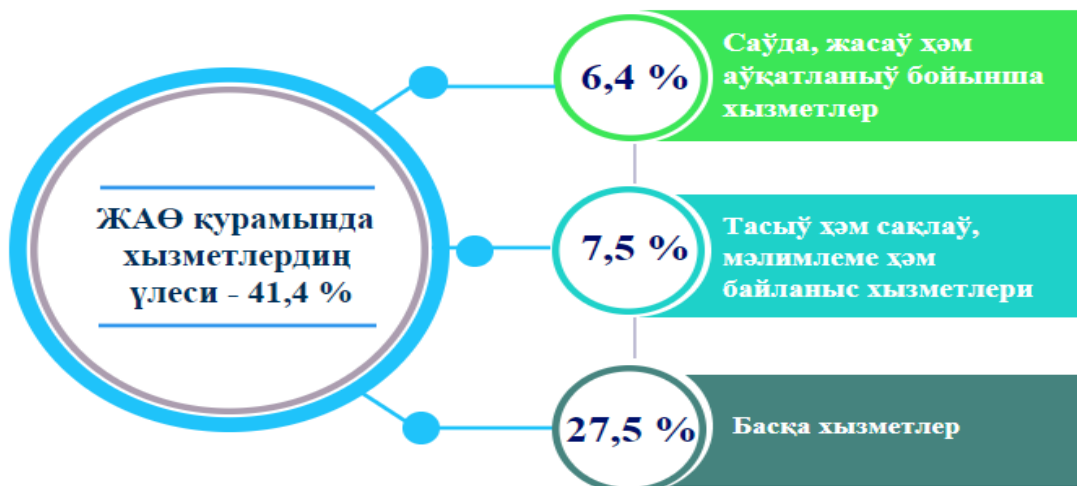 ЖАӨ қурамында
хызметлердиң
үлеси - 41,4 %
6,4 %
Саўда, жасаў ҳәм
аўқатланыў бойынша
хызметлер
7,5 %
Тасыў ҳәм сақлаў,
мәлимлеме ҳәм
байланыс хызметлери
27,5 %
Басқа хызметлер